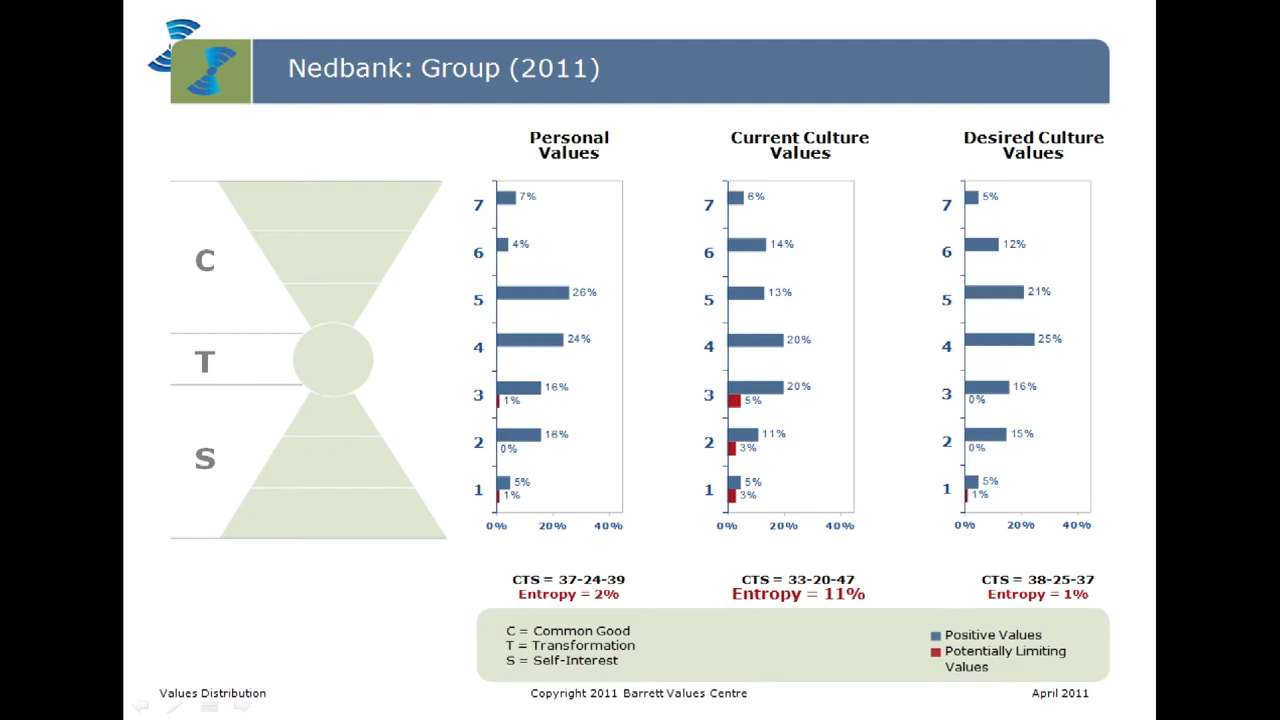 Nedbank: Group (2011)
Personal
Values
Current Culture
Values
Desired Culture
Values
C
T
S
7
7%
6
4%
5
26%
4
24%
3
16%
1%
2
16%
0%
1
5%
1%
0% 20% 40%
CTS = 37-24-39
Entropy = 2%
7
6%
6
14%
5
13%
4
20%
3
20%
5%
2
11%
3%
1
5%
3%
0% 20% 40%
CTS = 33-20-47
Entropy = 11%
7
5%
6
12%
5
21%
4
25%
3
16%
0%
2
15%
0%
1
5%
1%
0% 20% 40%
CTS = 38-25-37
Entropy = 1%
C = Common Good
T = Transformation
S = Self-Interest
Positive Values
Potentially Limiting
Values
Values Distribution
Copyright 2011 Barrett Values Centre
April 2011